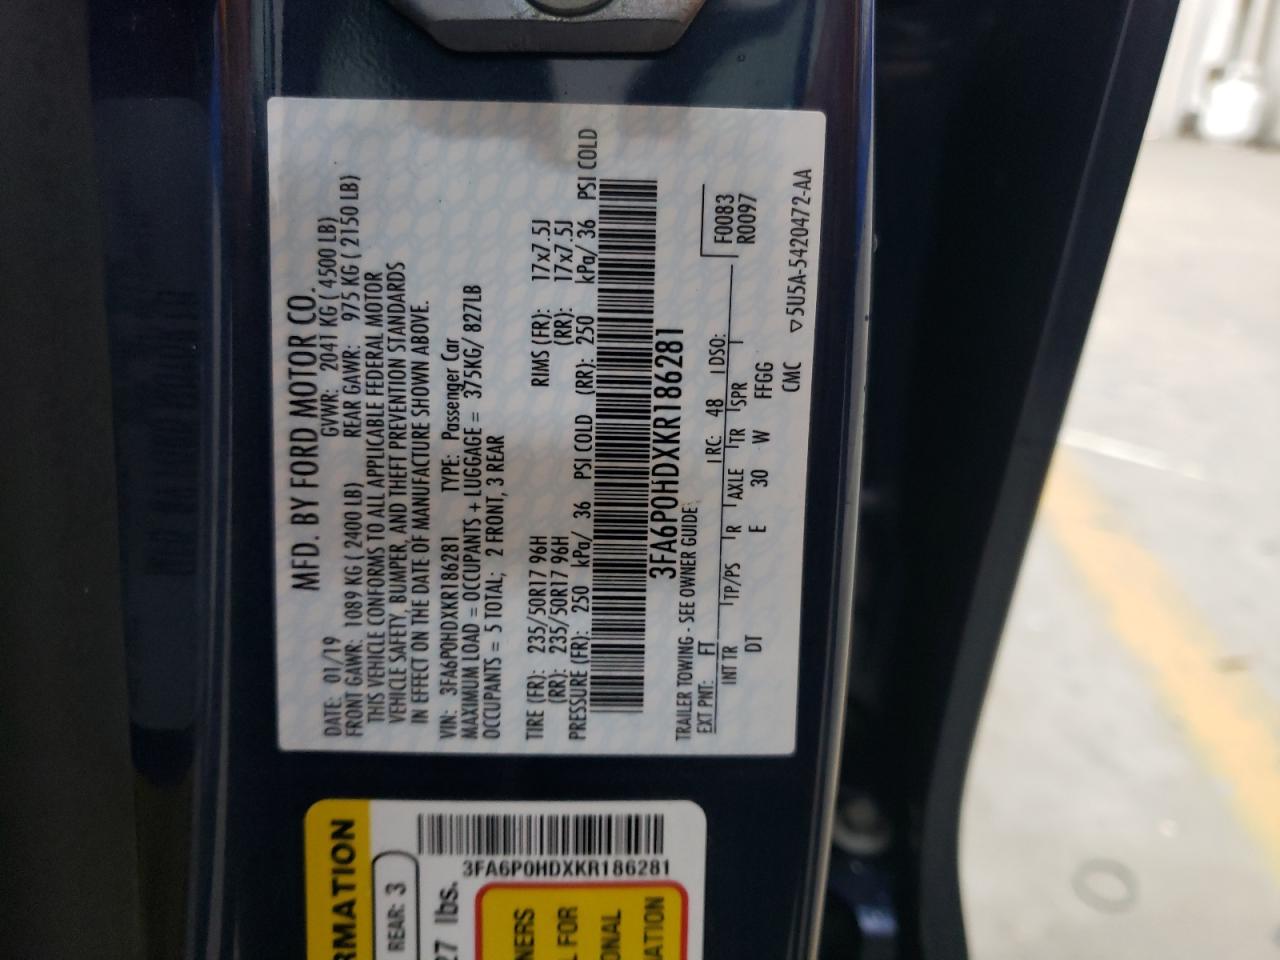 MFD. BY FORD MOTOR CO.
DATE: 01/19 GVWR: 2041 KG ( 4500 LB)
FRONT GAWR: 1089 KG ( 2400 LB) REAR GAWR: 975 KG ( 2150 LB)
THIS VEHICLE CONFORMS TO ALL APPLICABLE FEDERAL MOTOR
VEHICLE SAFETY, BUMPER, AND THEFT PREVENTION STANDARDS
IN EFFECT ON THE DATE OF MANUFACTURE SHOWN ABOVE.
VIN: 3FA6P0HDXKR186281 TYPE: Passenger Car
MAXIMUM LOAD = OCCUPANTS + LUGGAGE = 375KG/ 827LB
OCCUPANTS = 5 TOTAL; 2 FRONT, 3 REAR
TIRE (FR): 235/50R17 96H RIMS (FR): 17x7.5J
(RR): 235/50R17 96H (RR): 17x7.5J
PRESSURE (FR): 250 kPa/ 36 PSI COLD (RR): 250 kPa/ 36 PSI COLD
3FA6P0HDXKR186281
TRAILER TOWING - SEE OWNER GUIDE
EXT PNT: FT RC: 48 DSO: F0083
R0097
INT TR TP/PS R AXLE TR SPR
DT E 30 W FFGG
CMC ▽5U5A-5420472-AA
RMATION
REAR: 3
27 lbs.
3FA6P0HDXKR186281
NERS
L FOR
ONAL
ATION